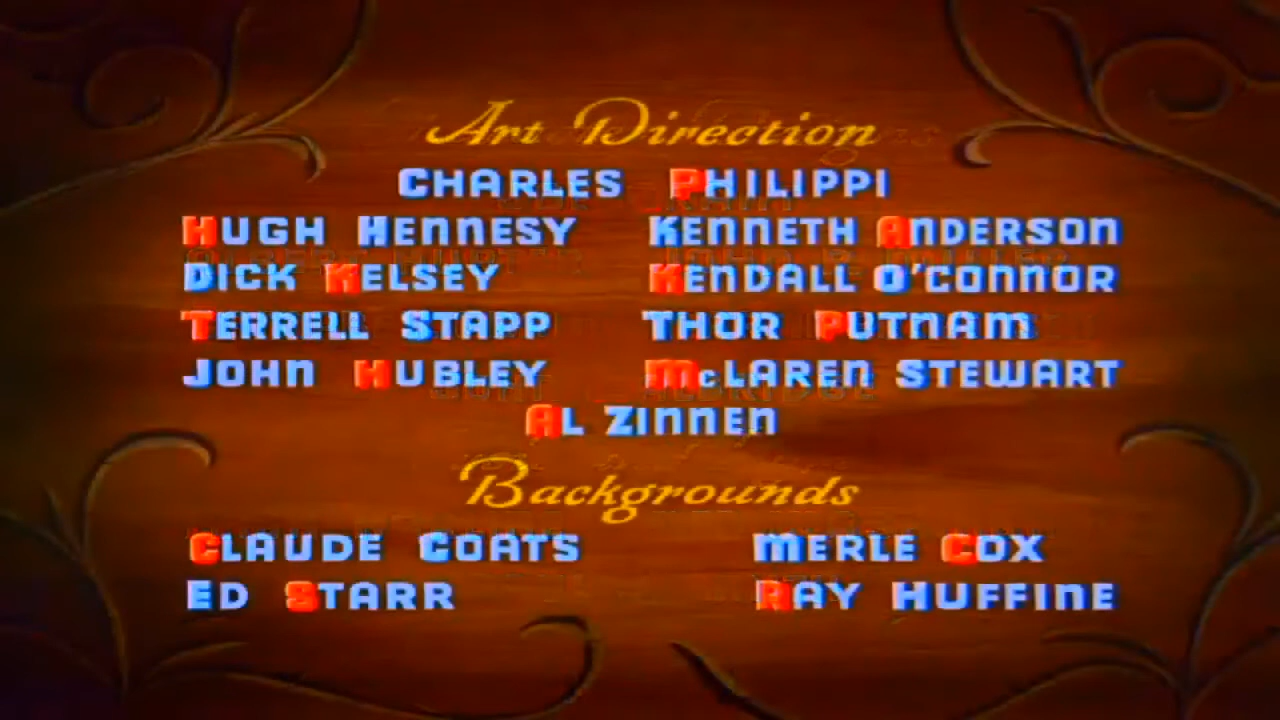 Art Direction
CHARLES PHILIPPI
HUGH HENNESY KENNETH ANDERSON
DICK KELSEY KENDALL O'CONNOR
TERRELL STAPP THOR PUTNAM
JOHN HUBLEY McLAREN STEWART
AL ZINNEN
Backgrounds
CLAUDE COATS MERLE COX
ED STARR RAY HUFFINE